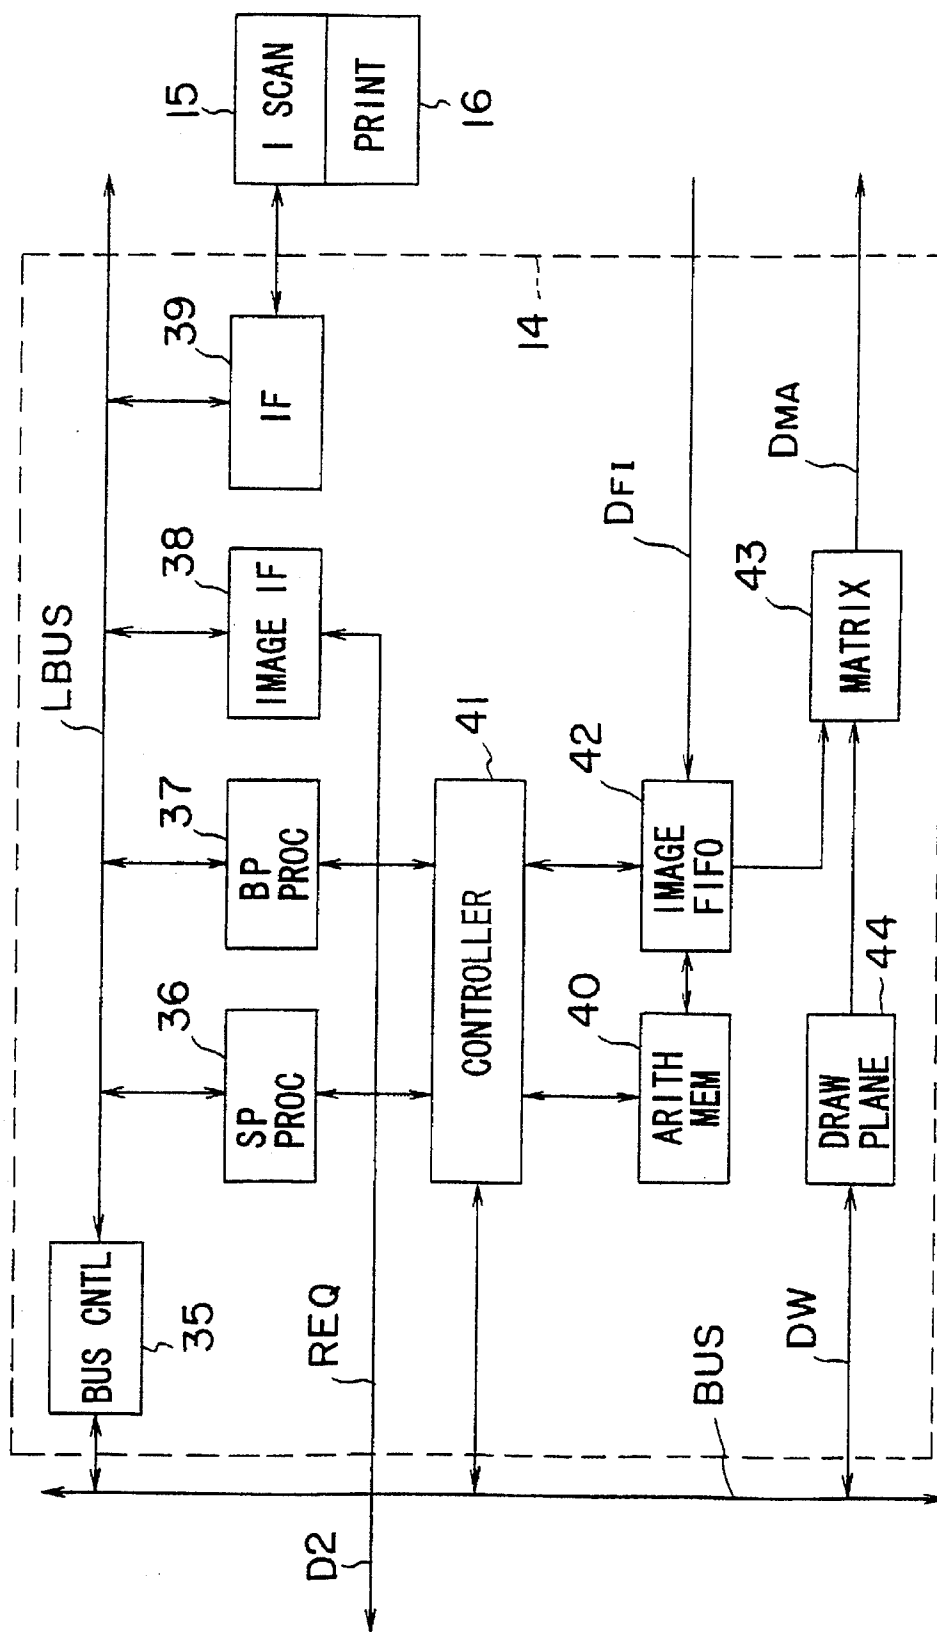 15
I SCAN
PRINT
16
LBUS
39
IF
14
38
IMAGE IF
37
BP
PROC
36
SP
PROC
BUS CNTL
35
REQ
D2
41
CONTROLLER
DFI
42
IMAGE
FIFO
40
ARITH
MEM
DMA
43
MATRIX
44
DRAW
PLANE
DW
BUS